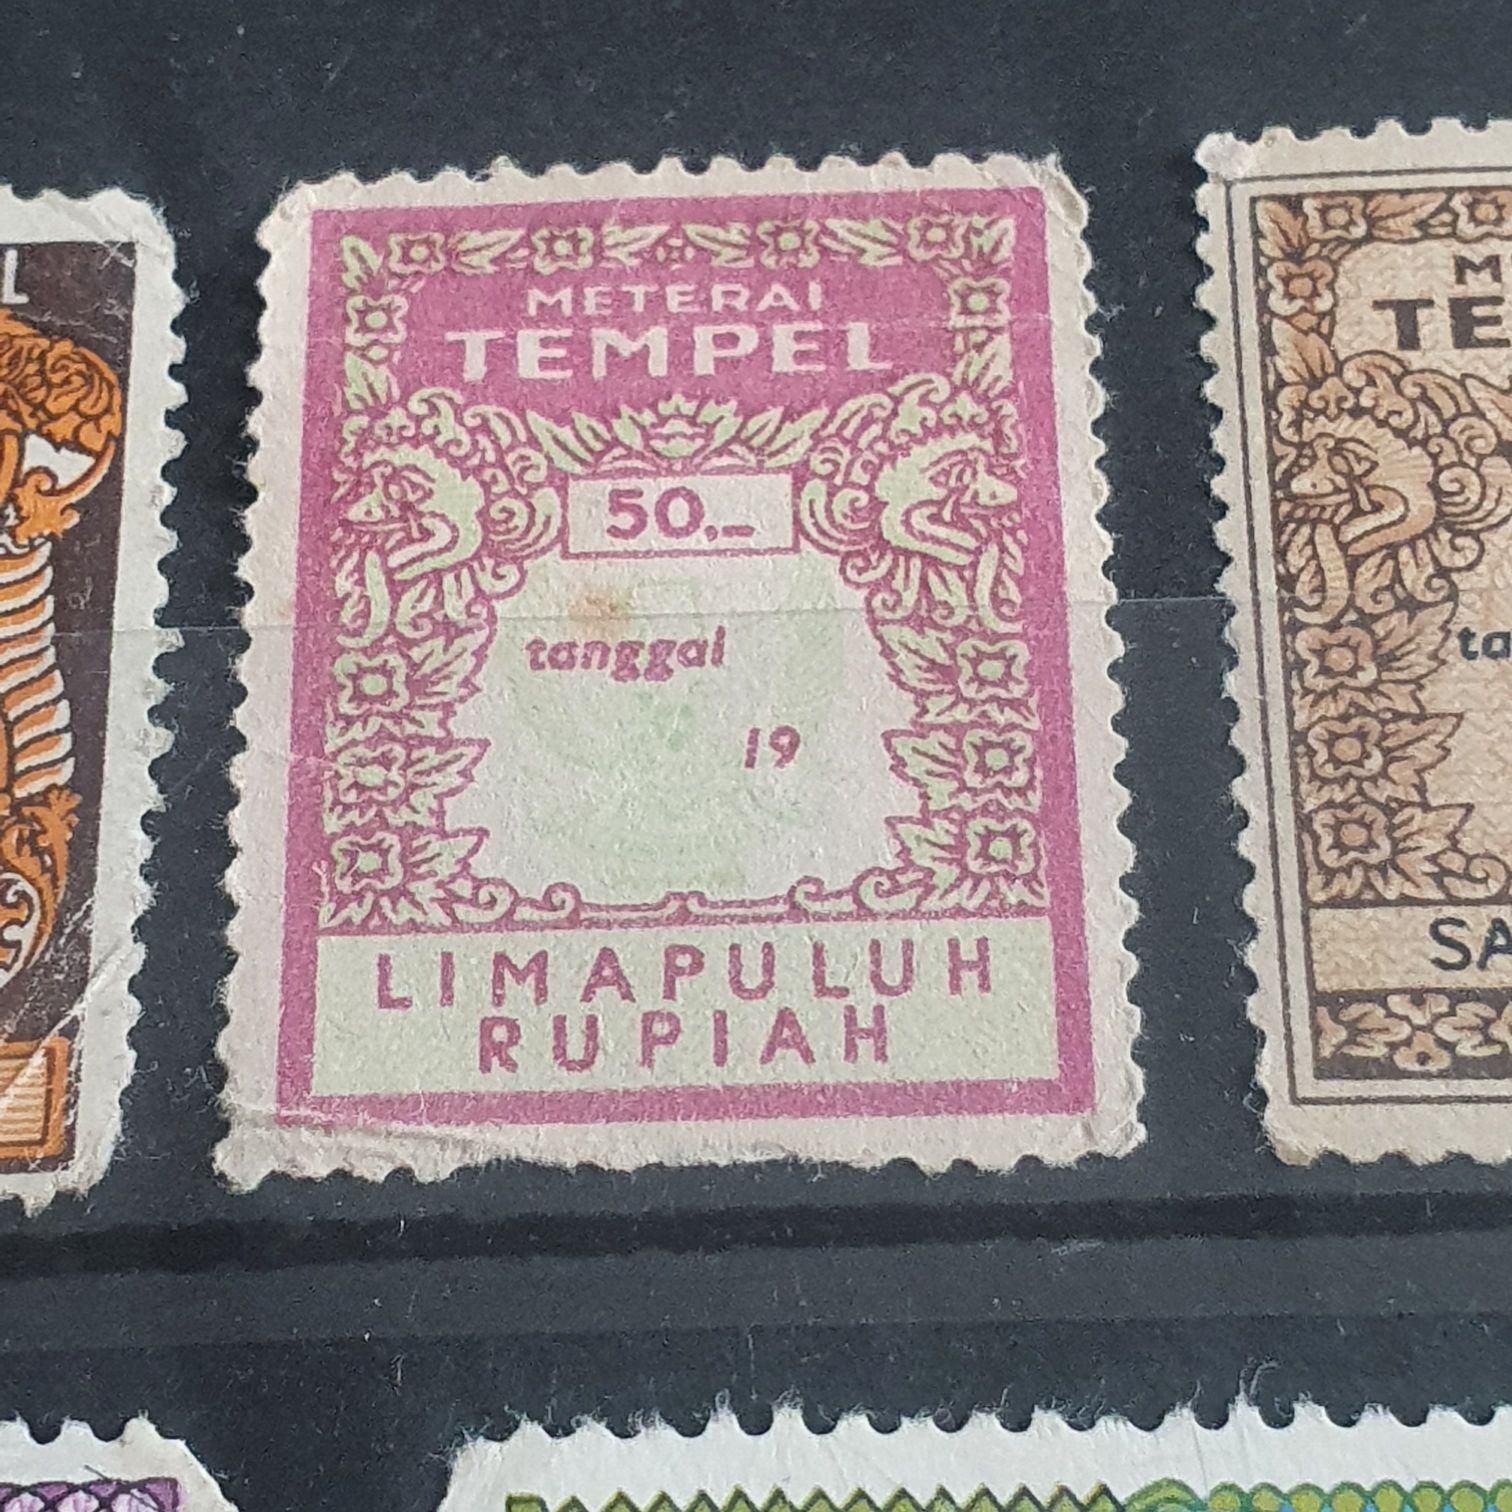 METERAI
TEMPEL
50,-
tanggal
19
LIMAPULUH
RUPIAH